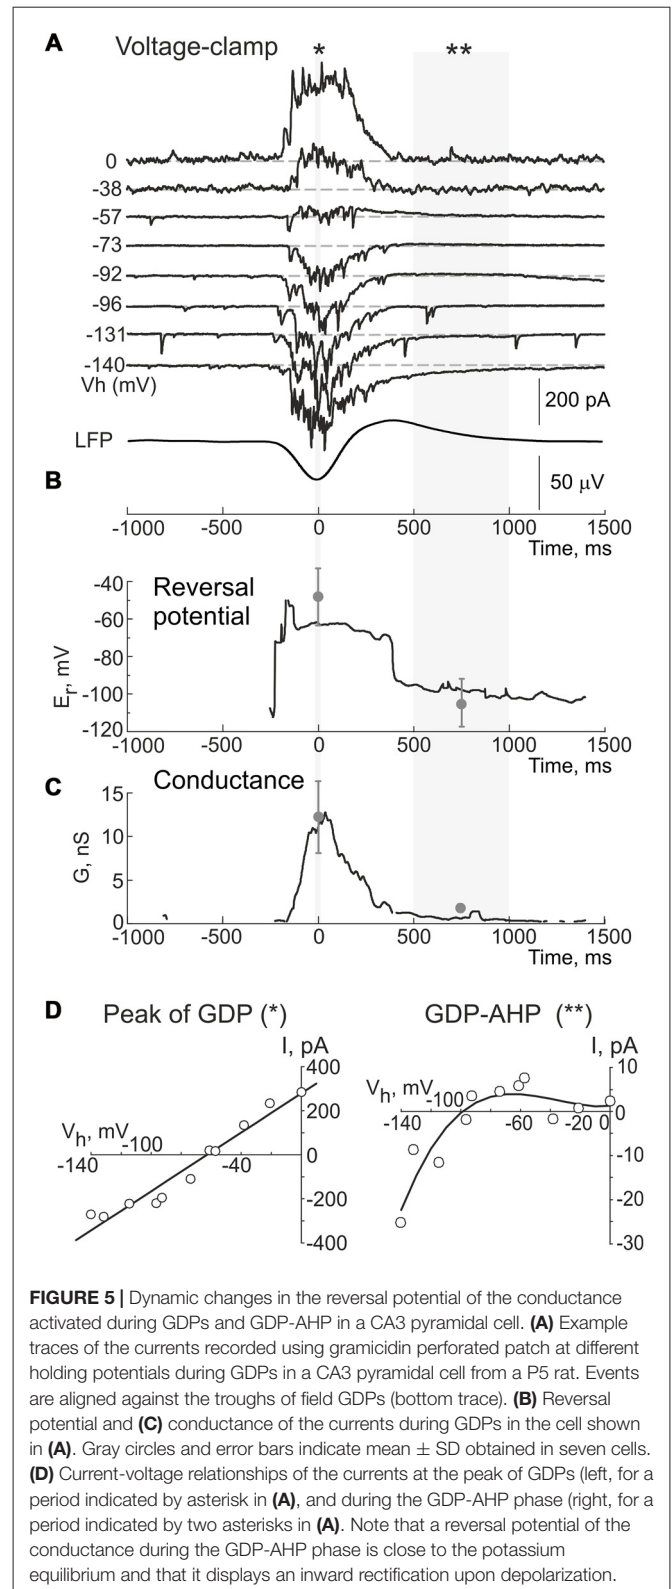 A
Voltage-clamp
*
**
0
-38
-57
-73
-92
-96
-131
-140
Vh (mV)
200 pA
LFP
50 µV
B
-1000 -500 0 500 1000 1500
Time, ms
Reversal
potential
-40
-60
-80
-100
-120
Er, mV
-1000 -500 0 500 1000 1500
Time, ms
C
Conductance
15
10
5
0
G, nS
-1000 -500 0 500 1000 1500
Time, ms
D
Peak of GDP (*)
GDP-AHP (**)
I, pA
400
200
0
-200
-400
Vh, mV
-140 -100 -40
I, pA
10
0
-10
-20
-30
Vh, mV
-140 -100 -60 -20 0
FIGURE 5 | Dynamic changes in the reversal potential of the conductance
activated during GDPs and GDP-AHP in a CA3 pyramidal cell. (A) Example
traces of the currents recorded using gramicidin perforated patch at different
holding potentials during GDPs in a CA3 pyramidal cell from a P5 rat. Events
are aligned against the troughs of field GDPs (bottom trace). (B) Reversal
potential and (C) conductance of the currents during GDPs in the cell shown
in (A). Gray circles and error bars indicate mean ± SD obtained in seven cells.
(D) Current-voltage relationships of the currents at the peak of GDPs (left, for a
period indicated by asterisk in (A), and during the GDP-AHP phase (right, for a
period indicated by two asterisks in (A). Note that a reversal potential of the
conductance during the GDP-AHP phase is close to the potassium
equilibrium and that it displays an inward rectification upon depolarization.